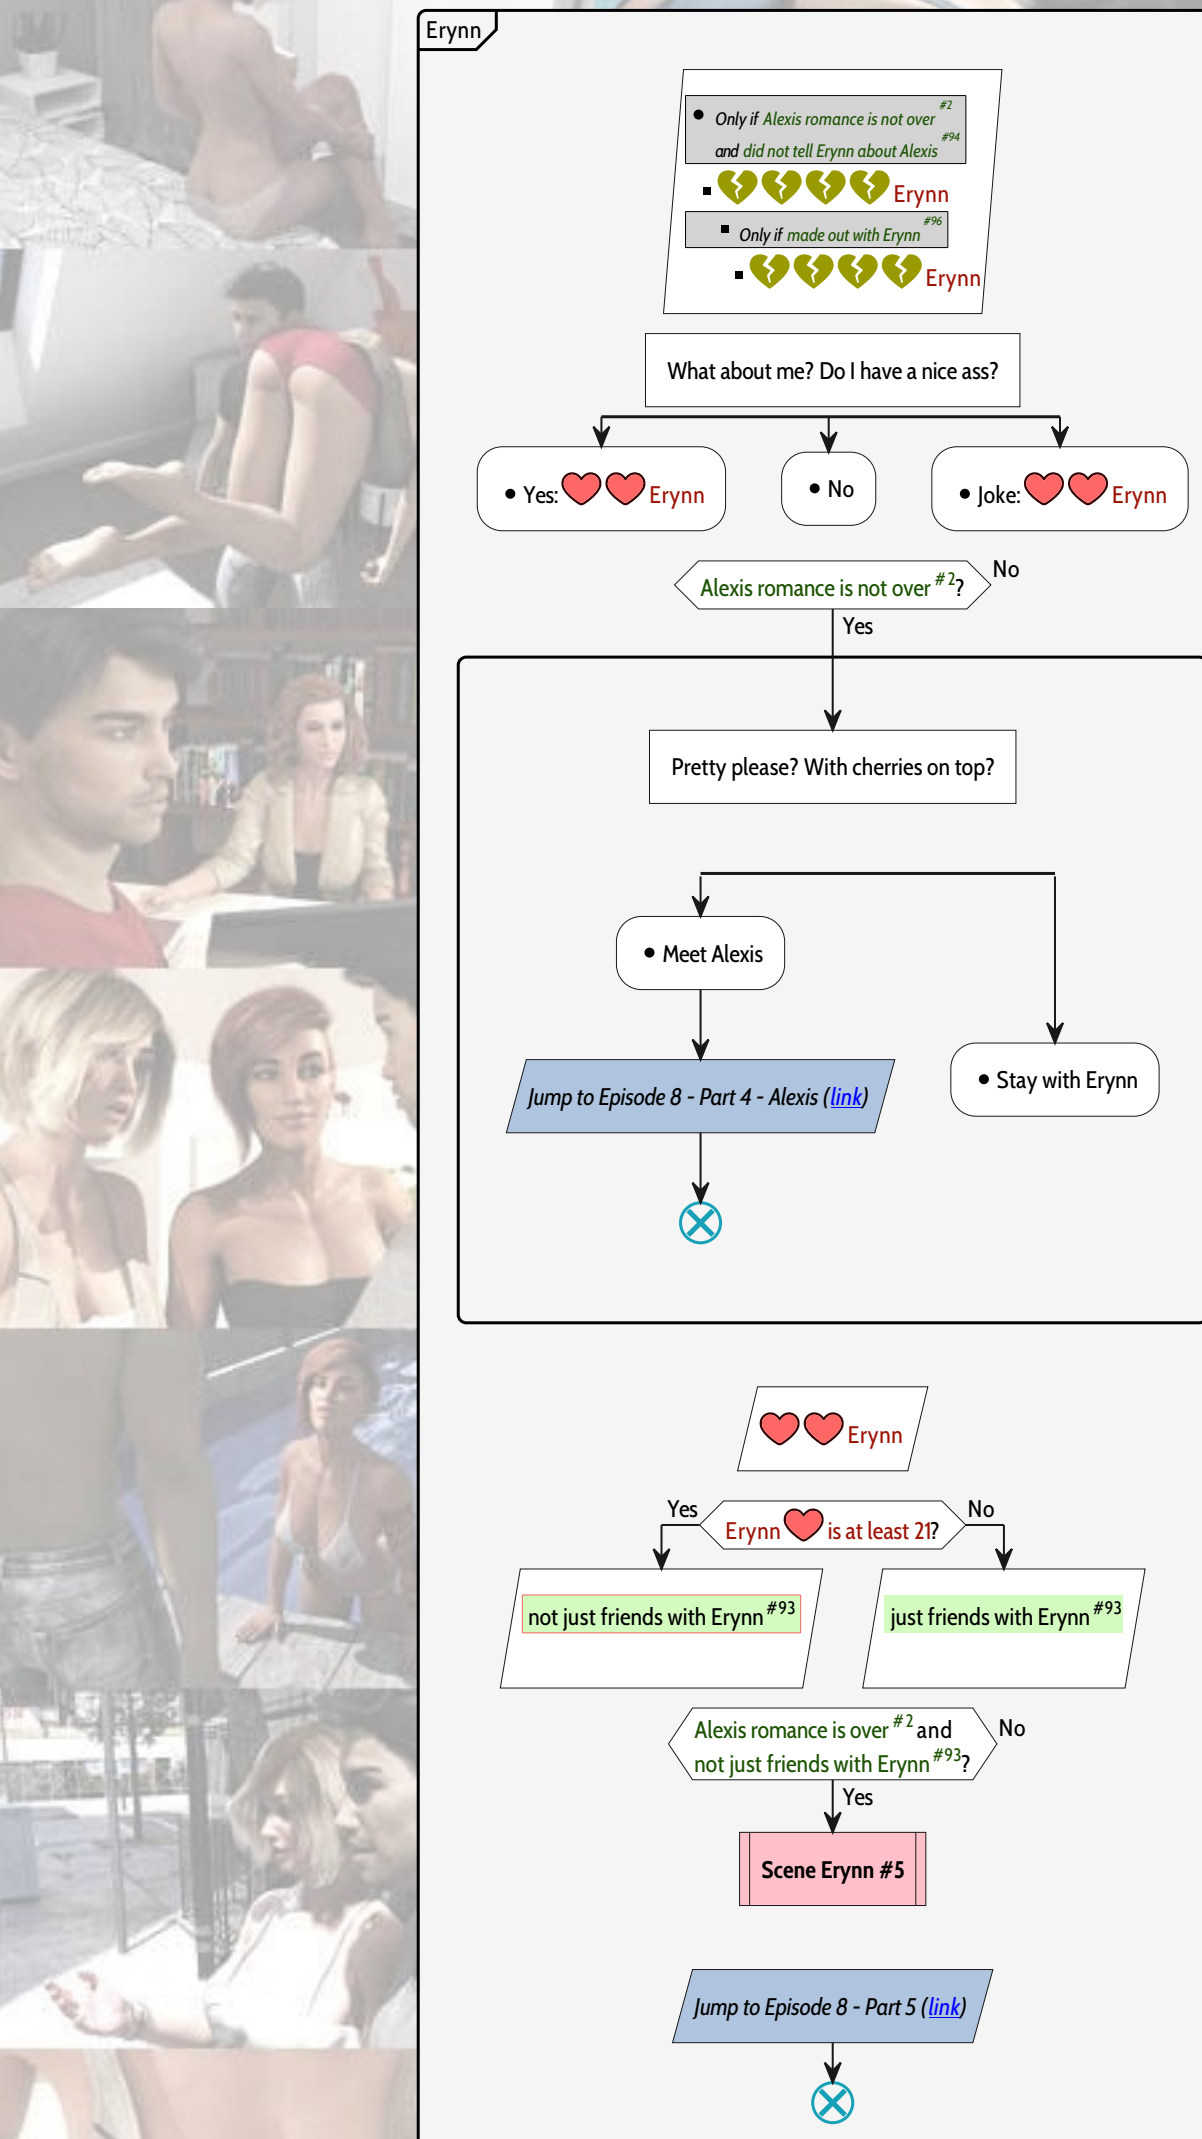 Erynn
• Only if Alexis romance is not over #2
and did not tell Erynn about Alexis #94
▪ Erynn
▪ Only if made out with Erynn #96
▪ Erynn
What about me? Do I have a nice ass?
• Yes: Erynn
• No
• Joke: Erynn
Alexis romance is not over #2?
No
Yes
Pretty please? With cherries on top?
• Meet Alexis
Jump to Episode 8 - Part 4 - Alexis (link)
• Stay with Erynn
Erynn
Yes
Erynn is at least 21?
No
not just friends with Erynn #93
just friends with Erynn #93
Alexis romance is over #2 and
not just friends with Erynn #93?
No
Yes
Scene Erynn #5
Jump to Episode 8 - Part 5 (link)